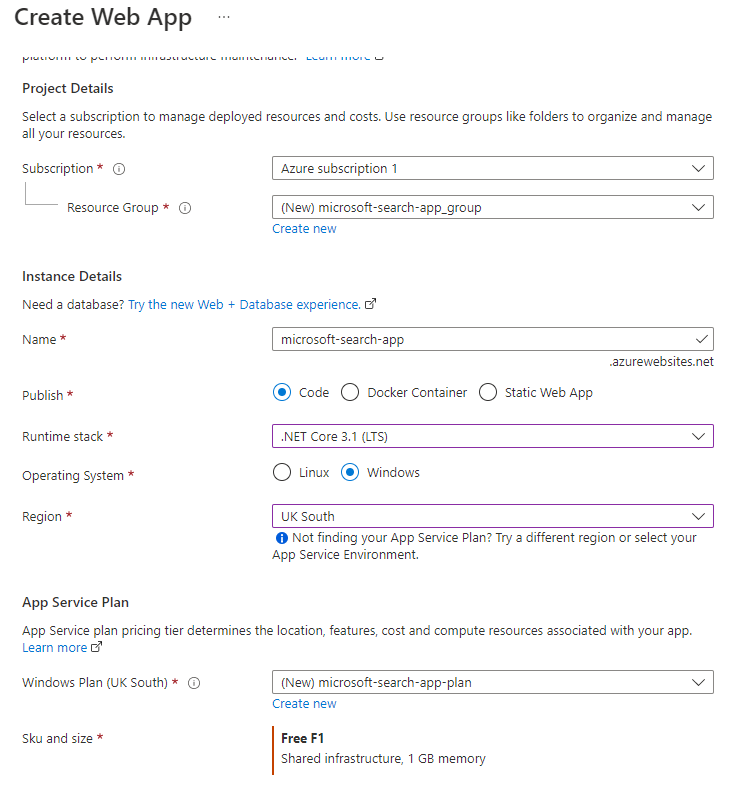 Create Web App ...
platform to perform infrastructure maintenance. Learn more
Project Details
Select a subscription to manage deployed resources and costs. Use resource groups like folders to organize and manage
all your resources.
Subscription *
Azure subscription 1
Resource Group *
(New) microsoft-search-app_group
Create new
Instance Details
Need a database? Try the new Web + Database experience.
Name *
microsoft-search-app
.azurewebsites.net
Publish *
Code Docker Container Static Web App
Runtime stack *
.NET Core 3.1 (LTS)
Operating System *
Linux Windows
Region *
UK South
Not finding your App Service Plan? Try a different region or select your
App Service Environment.
App Service Plan
App Service plan pricing tier determines the location, features, cost and compute resources associated with your app.
Learn more
Windows Plan (UK South) *
(New) microsoft-search-app-plan
Create new
Sku and size *
Free F1
Shared infrastructure, 1 GB memory